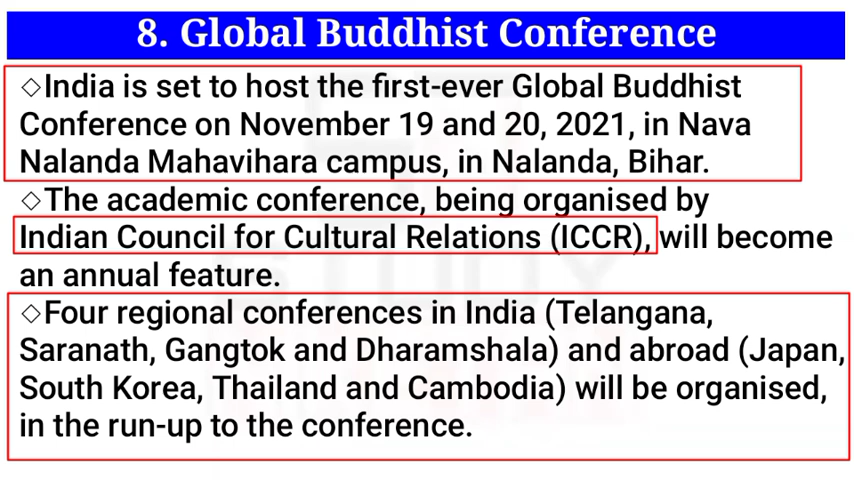 8. Global Buddhist Conference
◇India is set to host the first-ever Global Buddhist
Conference on November 19 and 20, 2021, in Nava
Nalanda Mahavihara campus, in Nalanda, Bihar.
◇The academic conference, being organised by
Indian Council for Cultural Relations (ICCR), will become
an annual feature.
◇Four regional conferences in India (Telangana,
Saranath, Gangtok and Dharamshala) and abroad (Japan,
South Korea, Thailand and Cambodia) will be organised,
in the run-up to the conference.